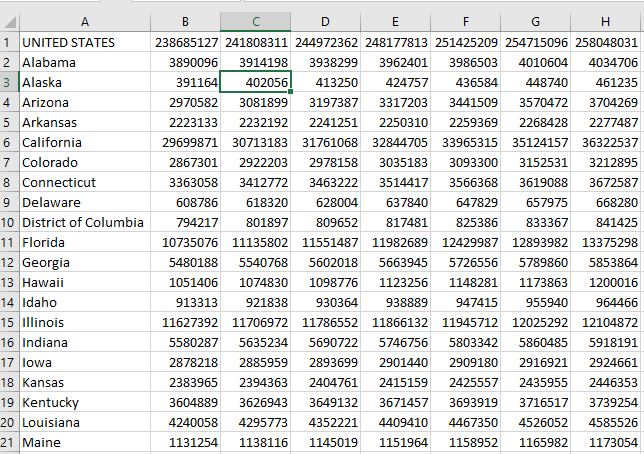 A B C D E F G H
1 UNITED STATES 238685127 241808311 244972362 248177813 251425209 254715096 258048031
2 Alabama 3890096 3914198 3938299 3962401 3986503 4010604 4034706
3 Alaska 391164 402056 413250 424757 436584 448740 461235
4 Arizona 2970582 3081899 3197387 3317203 3441509 3570472 3704269
5 Arkansas 2223133 2232192 2241251 2250310 2259369 2268428 2277487
6 California 29699871 30713183 31761068 32844705 33965315 35124157 36322537
7 Colorado 2867301 2922203 2978158 3035183 3093300 3152531 3212895
8 Connecticut 3363058 3412772 3463222 3514417 3566368 3619088 3672587
9 Delaware 608786 618320 628004 637840 647829 657975 668280
10 District of Columbia 794217 801897 809652 817481 825386 833367 841425
11 Florida 10735076 11135802 11551487 11982689 12429987 12893982 13375298
12 Georgia 5480188 5540768 5602018 5663945 5726556 5789860 5853864
13 Hawaii 1051406 1074830 1098776 1123256 1148281 1173863 1200016
14 Idaho 913313 921838 930364 938889 947415 955940 964466
15 Illinois 11627392 11706972 11786552 11866132 11945712 12025292 12104872
16 Indiana 5580287 5635234 5690722 5746756 5803342 5860485 5918191
17 Iowa 2878218 2885959 2893699 2901440 2909180 2916921 2924661
18 Kansas 2383965 2394363 2404761 2415159 2425557 2435955 2446353
19 Kentucky 3604889 3626943 3649132 3671457 3693919 3716517 3739254
20 Louisiana 4240058 4295773 4352221 4409410 4467350 4526052 4585526
21 Maine 1131254 1138116 1145019 1151964 1158952 1165982 1173054